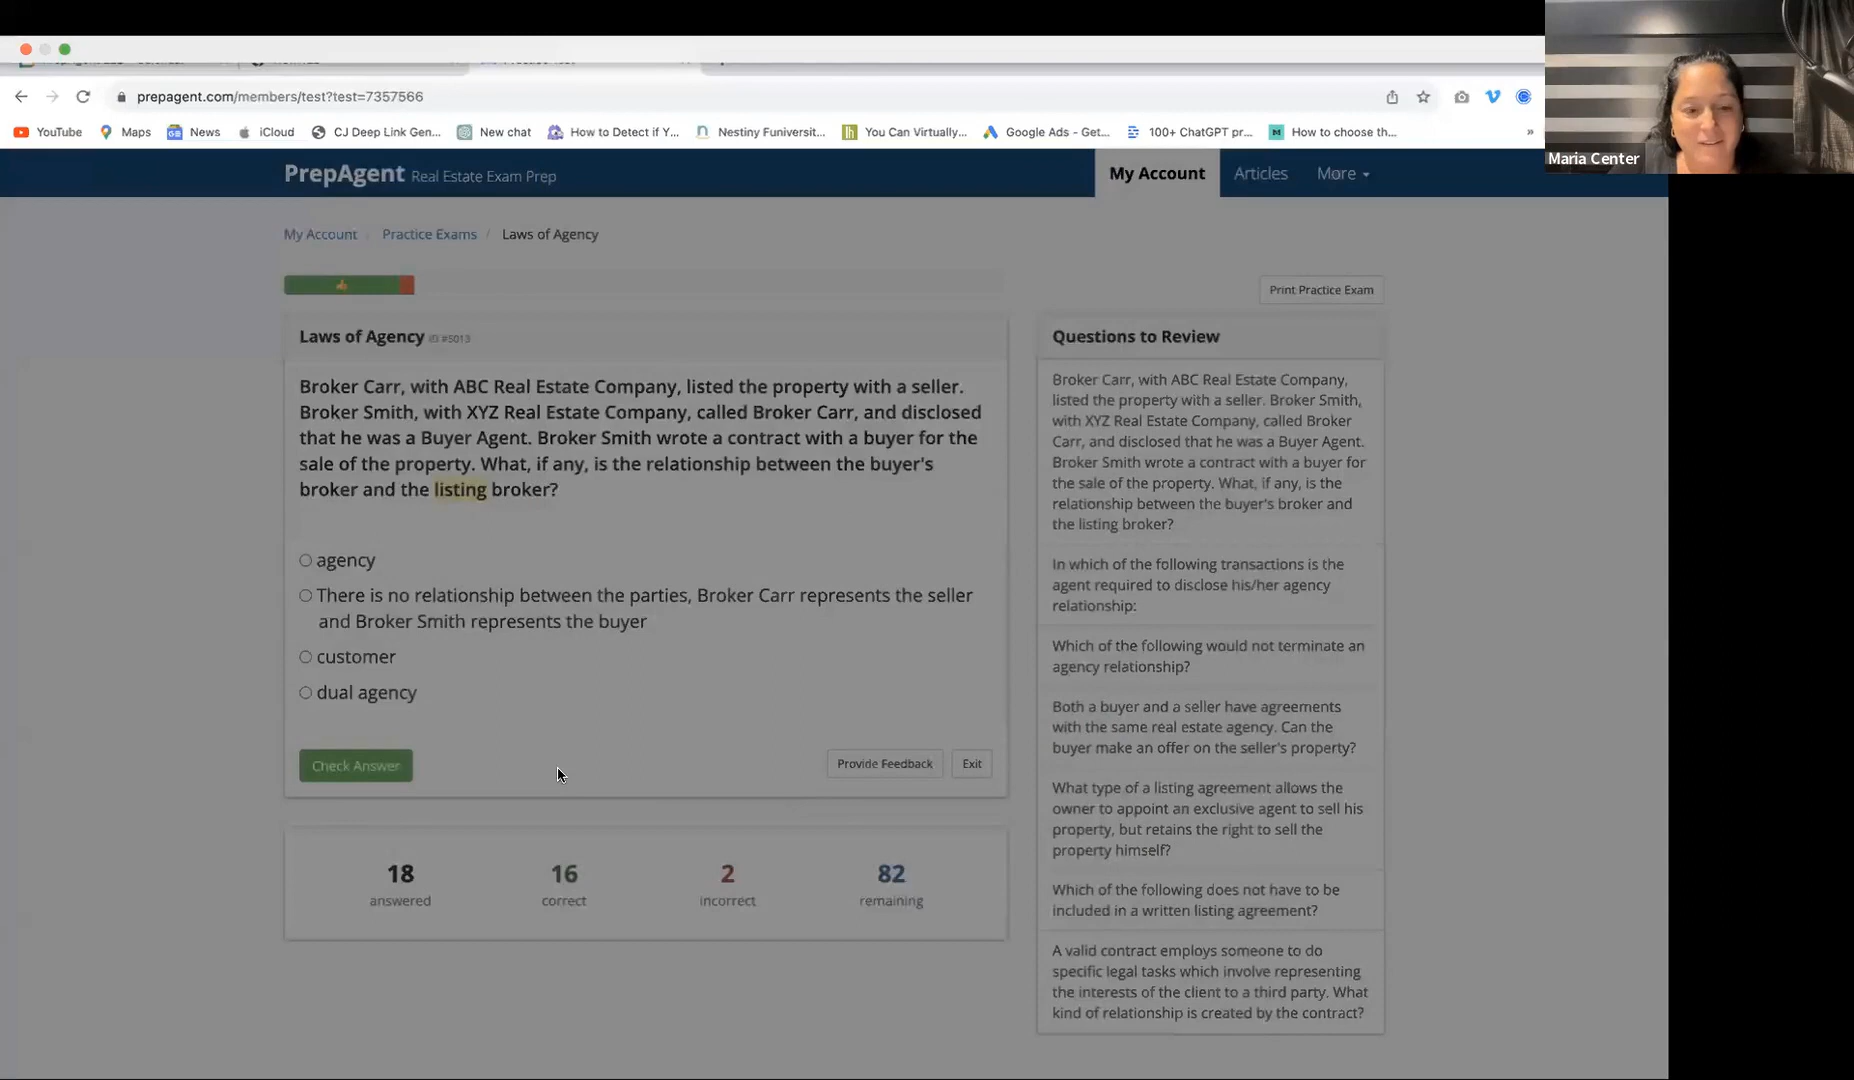 prepagent.com/members/test?test=7357566
YouTube Maps News iCloud CJ Deep Link Gen... New chat How to Detect if Y... Nestiny Funiversit... You Can Virtually,... Google Ads - Get... 100+ ChatGPT pr... How to choose th... »
Maria Center
PrepAgent Real Estate Exam Prep
My Account Articles More
My Account / Practice Exams / Laws of Agency
Print Practice Exam
Laws of Agency ID #5013
Broker Carr, with ABC Real Estate Company, listed the property with a seller.
Broker Smith, with XYZ Real Estate Company, called Broker Carr, and disclosed
that he was a Buyer Agent. Broker Smith wrote a contract with a buyer for the
sale of the property. What, if any, is the relationship between the buyer's
broker and the listing broker?
agency
There is no relationship between the parties, Broker Carr represents the seller
and Broker Smith represents the buyer
customer
dual agency
Check Answer
Provide Feedback Exit
18 16 2 82
answered correct incorrect remaining
Questions to Review
Broker Carr, with ABC Real Estate Company,
listed the property with a seller. Broker Smith,
with XYZ Real Estate Company, called Broker
Carr, and disclosed that he was a Buyer Agent.
Broker Smith wrote a contract with a buyer for
the sale of the property. What, if any, is the
relationship between the buyer's broker and
the listing broker?
In which of the following transactions is the
agent required to disclose his/her agency
relationship:
Which of the following would not terminate an
agency relationship?
Both a buyer and a seller have agreements
with the same real estate agency. Can the
buyer make an offer on the seller's property?
What type of a listing agreement allows the
owner to appoint an exclusive agent to sell his
property, but retains the right to sell the
property himself?
Which of the following does not have to be
included in a written listing agreement?
A valid contract employs someone to do
specific legal tasks which involve representing
the interests of the client to a third party. What
kind of relationship is created by the contract?